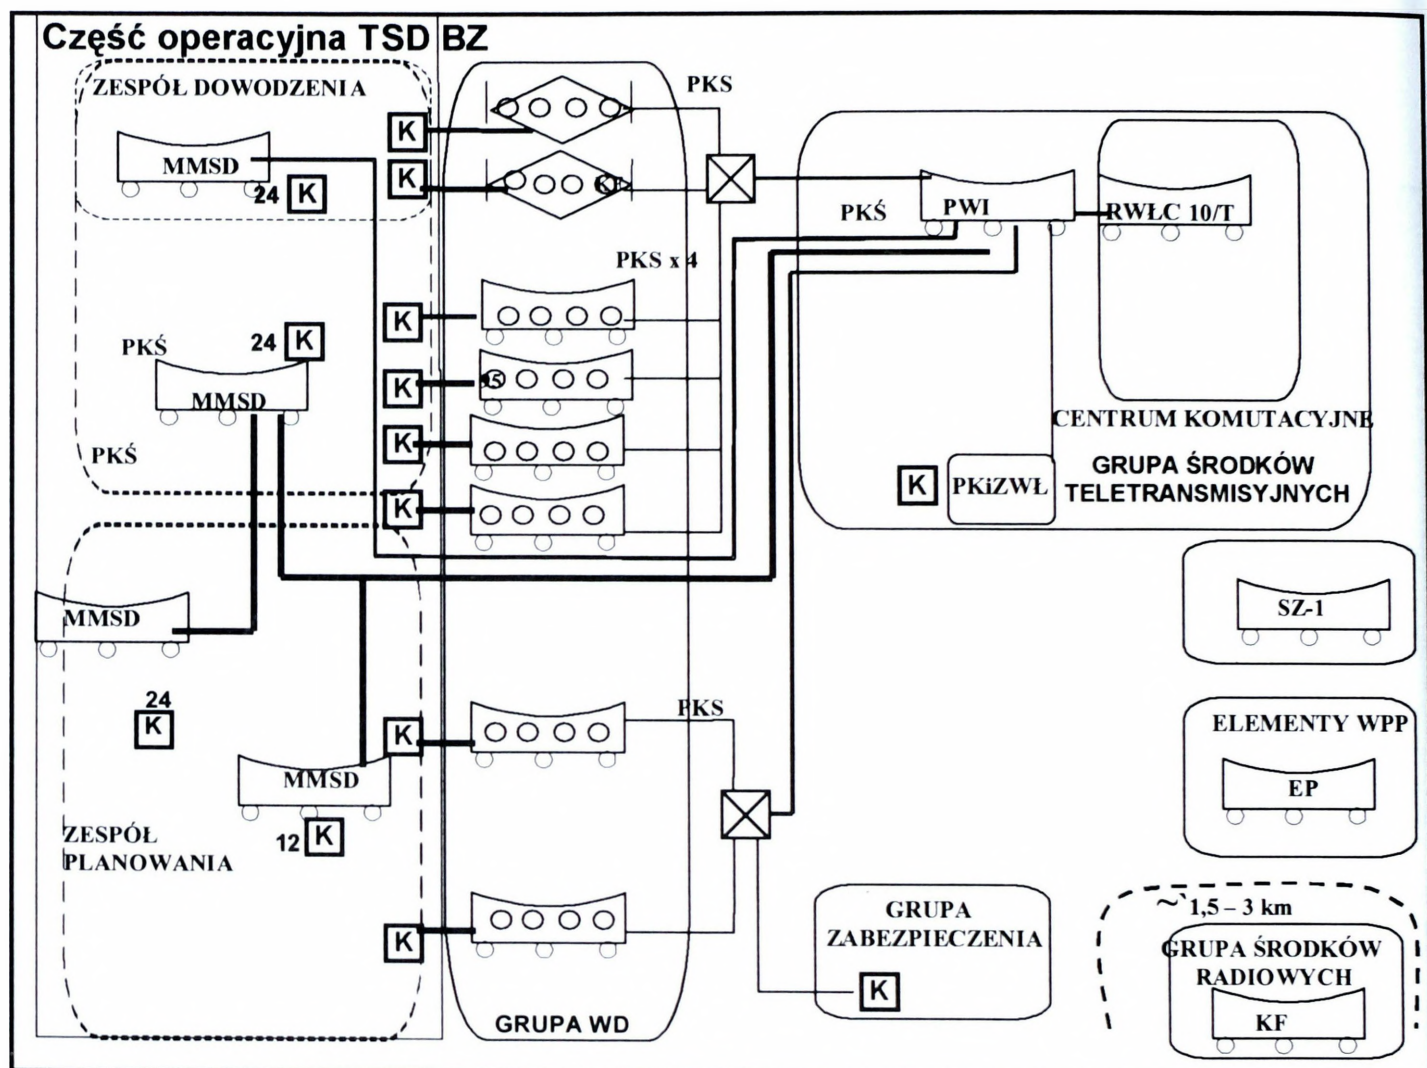 Część operacyjna TSD BZ
ZESPÓŁ DOWODZENIA
MMSD
24 K
K
K
PKS
PKŚ
PWI
RWŁC 10/T
PKS x 4
K
24 K
PKŚ
MMSD
K
95
K
PKŚ
K
CENTRUM KOMUTACYJNE
GRUPA ŚRODKÓW
TELETRANSMISYJNYCH
K
PKiZWŁ
MMSD
SZ-1
24
K
K
PKS
ELEMENTY WPP
EP
MMSD
12 K
ZESPÓŁ
PLANOWANIA
K
GRUPA
ZABEZPIECZENIA
K
~ 1,5 – 3 km
GRUPA ŚRODKÓW
RADIOWYCH
KF
GRUPA WD